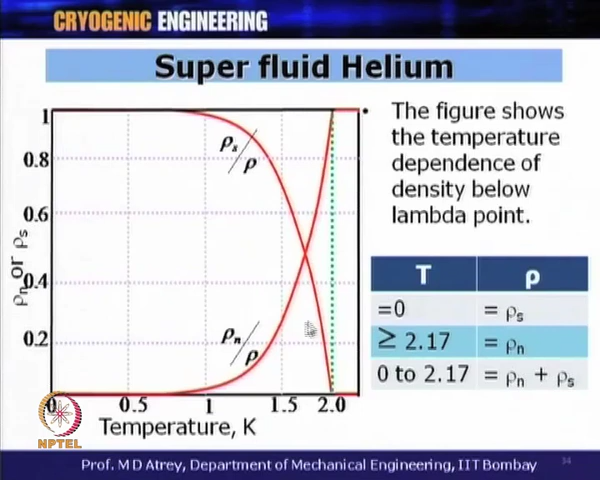 CRYOGENIC ENGINEERING
Super fluid Helium
The figure shows
the temperature
dependence of
density below
lambda point.
1
0.8
0.6
0.4
0.2
ρn or ρs
ρs/ρ
ρn/ρ
0 0.5 1 1.5 2.0
Temperature, K
T ρ
=0 = ρs
≥ 2.17 = ρn
0 to 2.17 = ρn + ρs
NPTEL
Prof. M D Atrey, Department of Mechanical Engineering, IIT Bombay
34